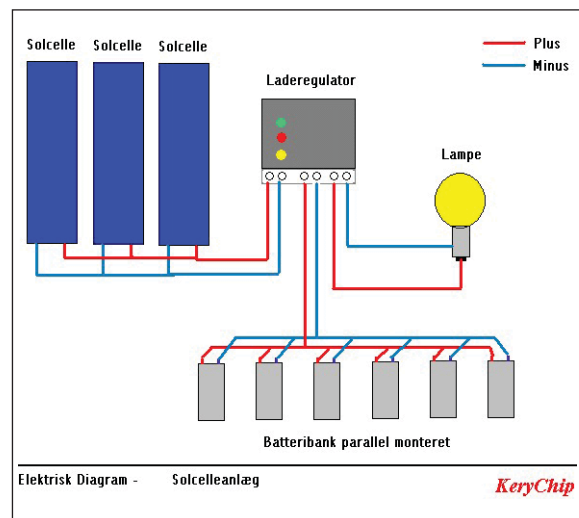 Solcelle Solcelle Solcelle
Plus
Minus
Laderegulator
Lampe
Batteribank parallel monteret
Elektrisk Diagram - Solcelleanlæg
KeryChip